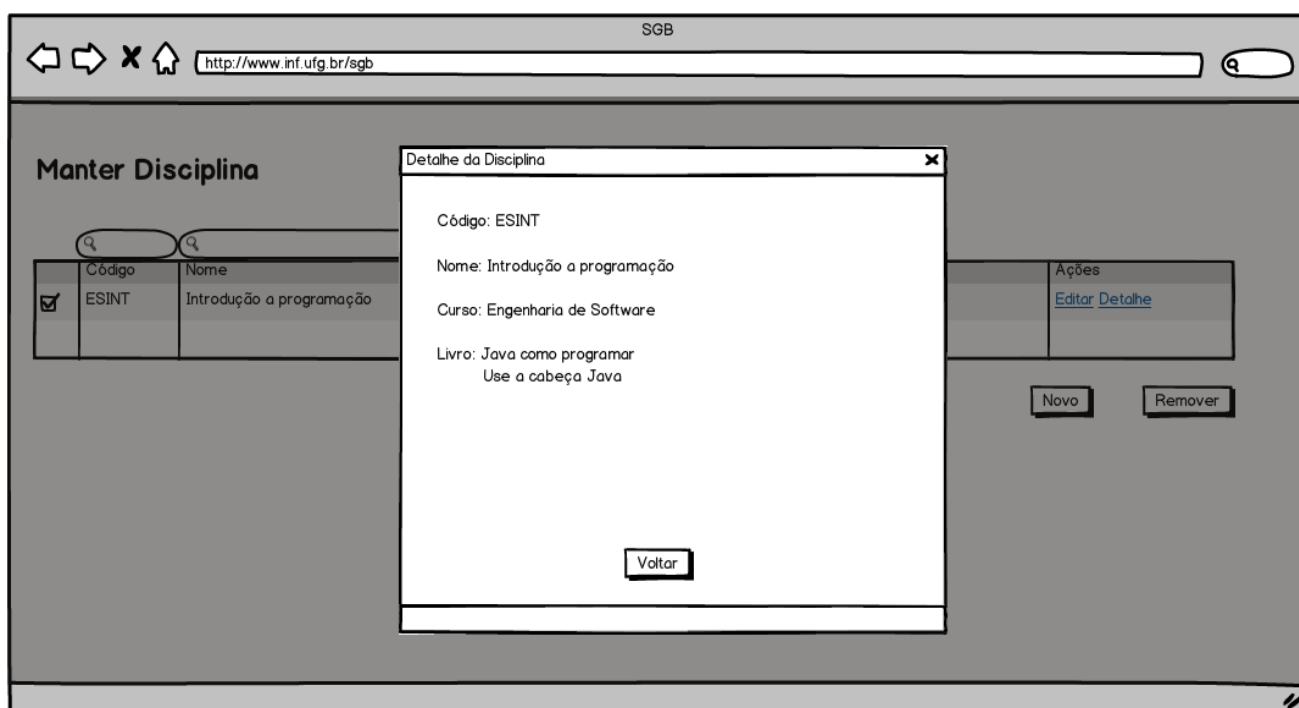 SGB
http://www.inf.ufg.br/sgb
Manter Disciplina
Código Nome Ações
ESINT Introdução a programação Editar Detalhe
Novo Remover
Detalhe da Disciplina
Código: ESINT
Nome: Introdução a programação
Curso: Engenharia de Software
Livro: Java como programar
Use a cabeça Java
Voltar